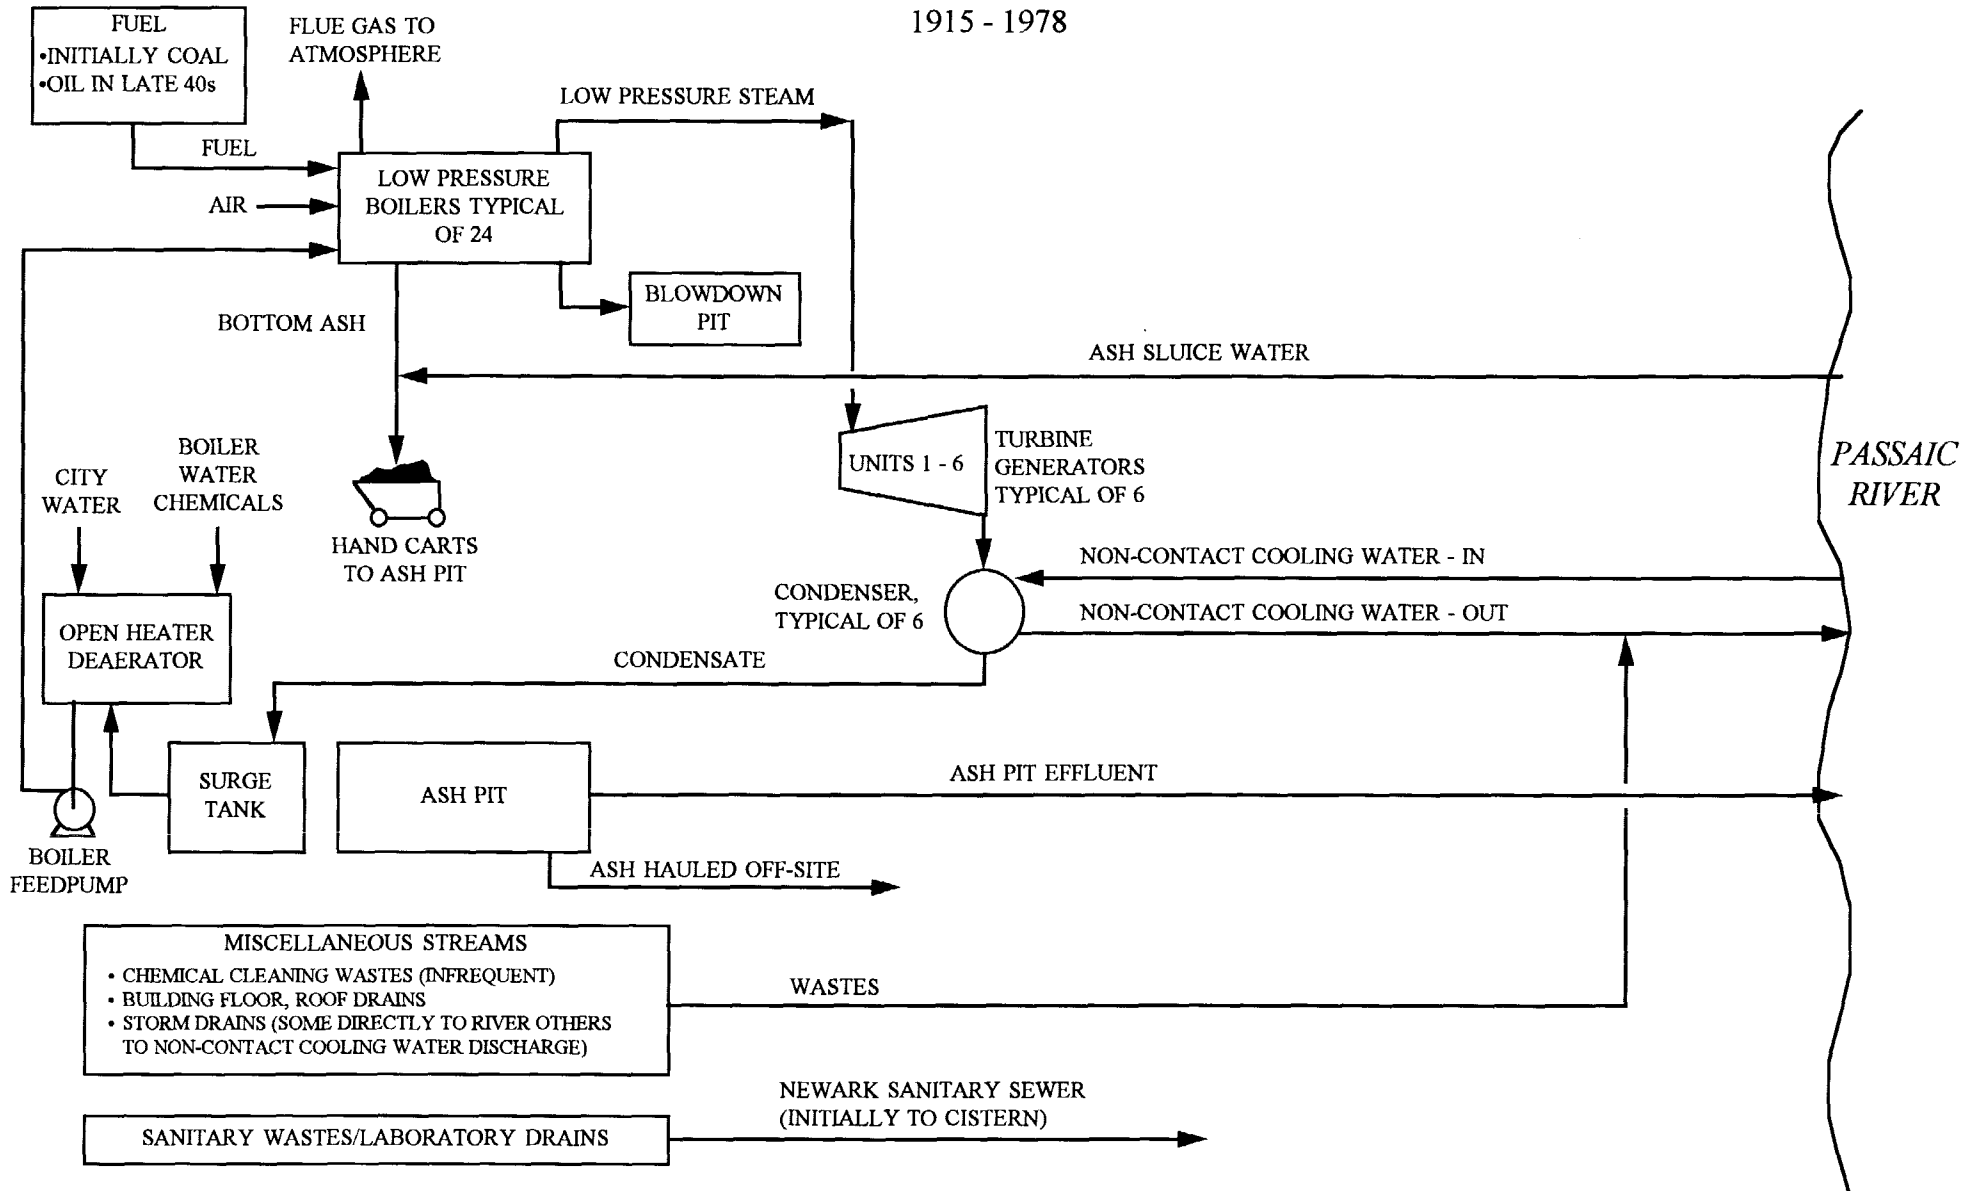 1915 - 1978
FUEL
•INITIALLY COAL
•OIL IN LATE 40s
FLUE GAS TO
ATMOSPHERE
LOW PRESSURE STEAM
FUEL
AIR
LOW PRESSURE
BOILERS TYPICAL
OF 24
BLOWDOWN
PIT
BOTTOM ASH
ASH SLUICE WATER
UNITS 1 - 6
TURBINE
GENERATORS
TYPICAL OF 6
PASSAIC
RIVER
CITY
WATER
BOILER
WATER
CHEMICALS
HAND CARTS
TO ASH PIT
NON-CONTACT COOLING WATER - IN
CONDENSER,
TYPICAL OF 6
NON-CONTACT COOLING WATER - OUT
OPEN HEATER
DEAERATOR
CONDENSATE
SURGE
TANK
ASH PIT
ASH PIT EFFLUENT
BOILER
FEEDPUMP
ASH HAULED OFF-SITE
MISCELLANEOUS STREAMS
• CHEMICAL CLEANING WASTES (INFREQUENT)
• BUILDING FLOOR, ROOF DRAINS
• STORM DRAINS (SOME DIRECTLY TO RIVER OTHERS
TO NON-CONTACT COOLING WATER DISCHARGE)
WASTES
NEWARK SANITARY SEWER
(INITIALLY TO CISTERN)
SANITARY WASTES/LABORATORY DRAINS